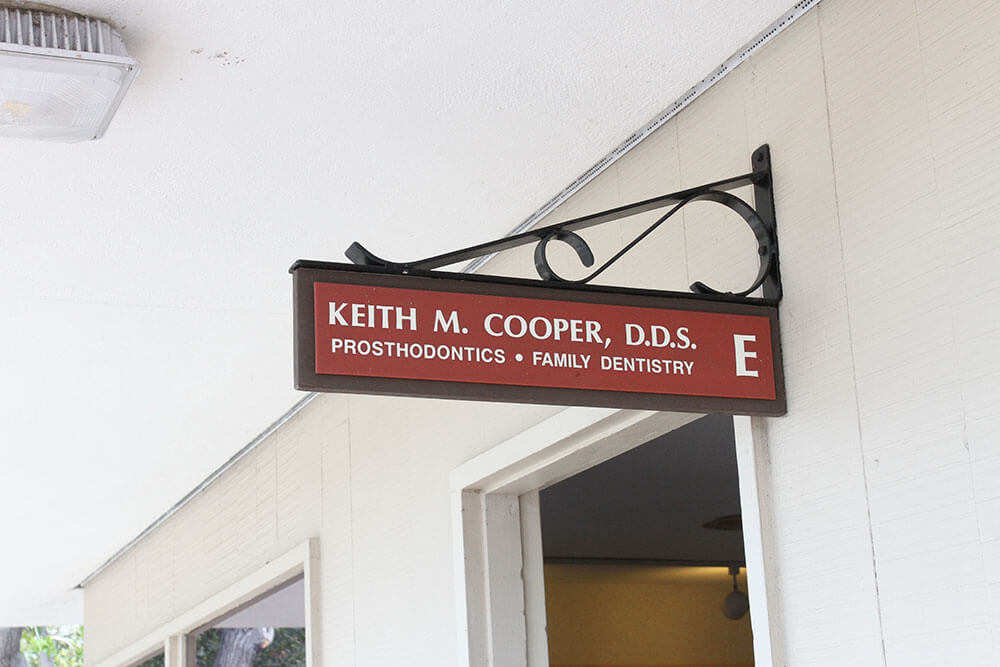 KEITH M. COOPER, D.D.S.
PROSTHODONTICS • FAMILY DENTISTRY
E